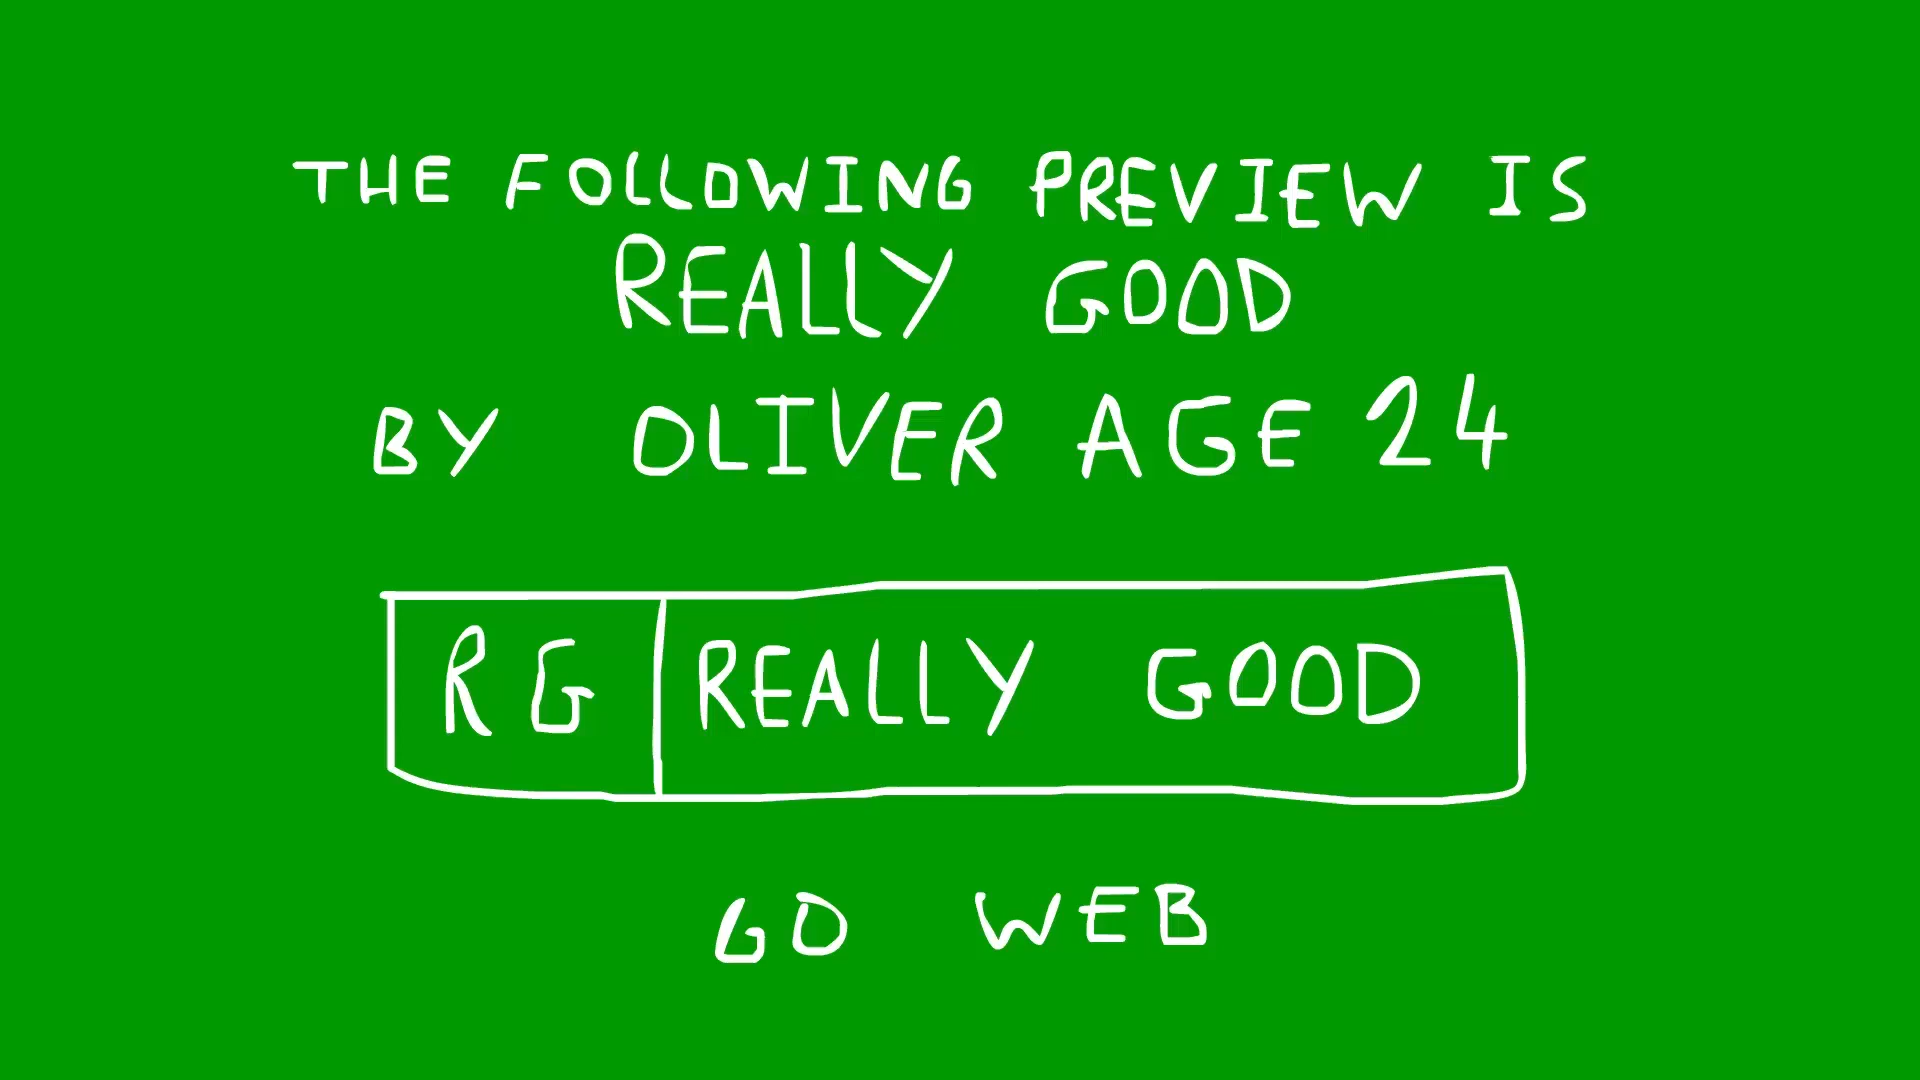 THE FOLLOWING PREVIEW IS
REALLY GOOD
BY OLIVER AGE 24
RG REALLY GOOD
GO WEB